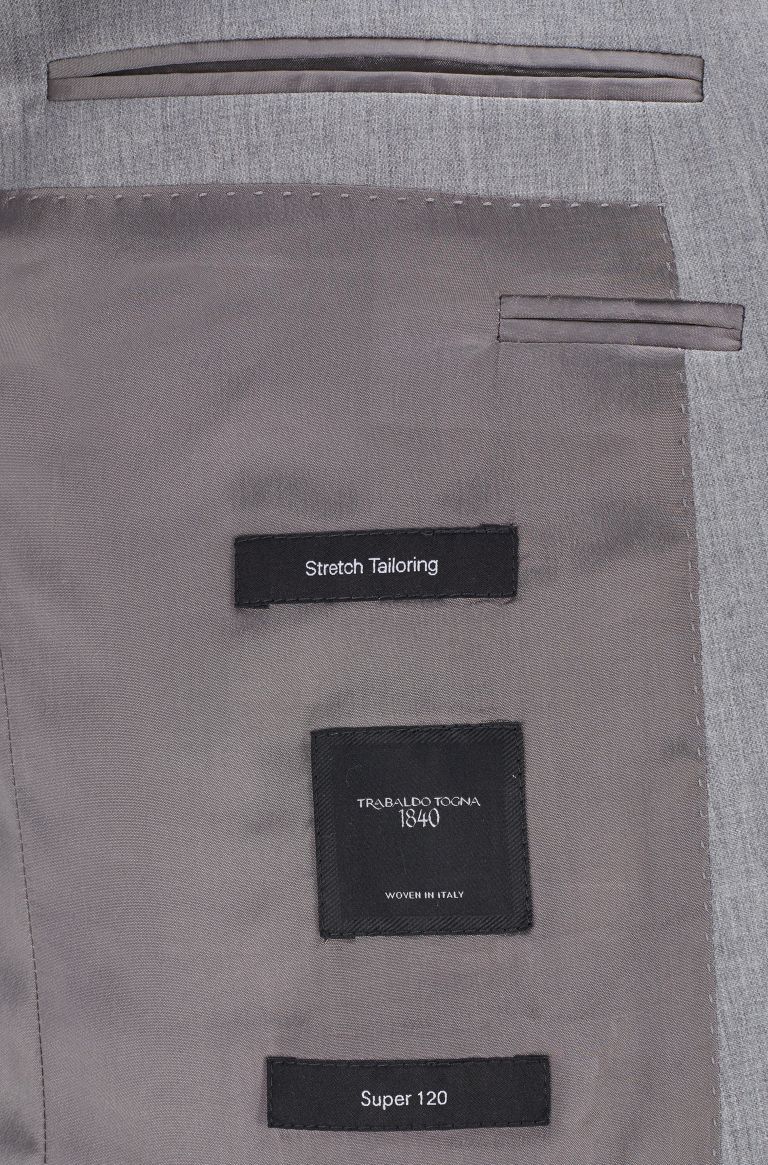 Stretch Tailoring
TRABALDO TOGNA
1840
WOVEN IN ITALY
Super 120